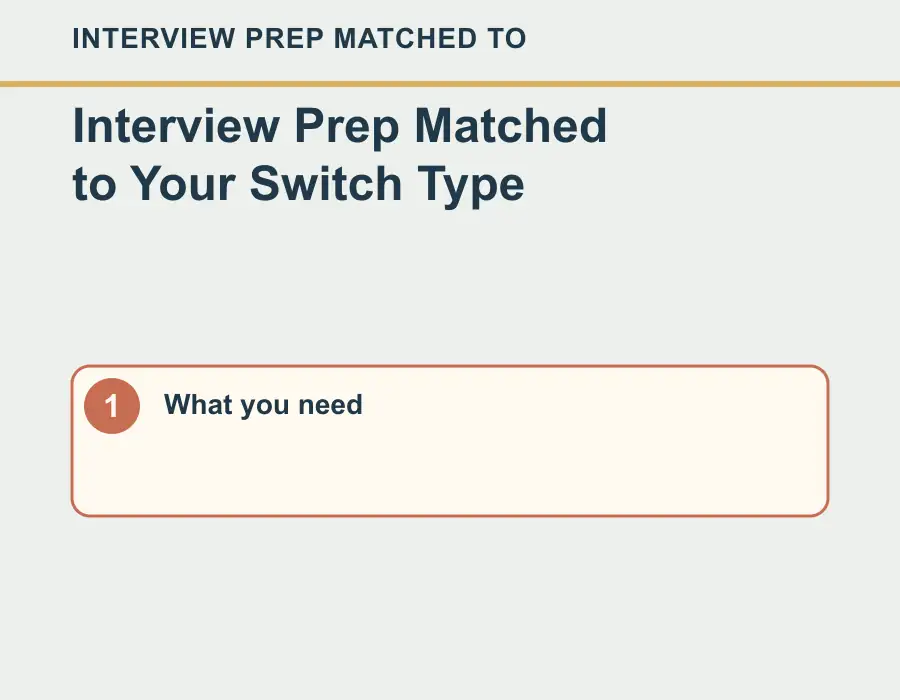 INTERVIEW PREP MATCHED TO
Interview Prep Matched
to Your Switch Type
1
What you need